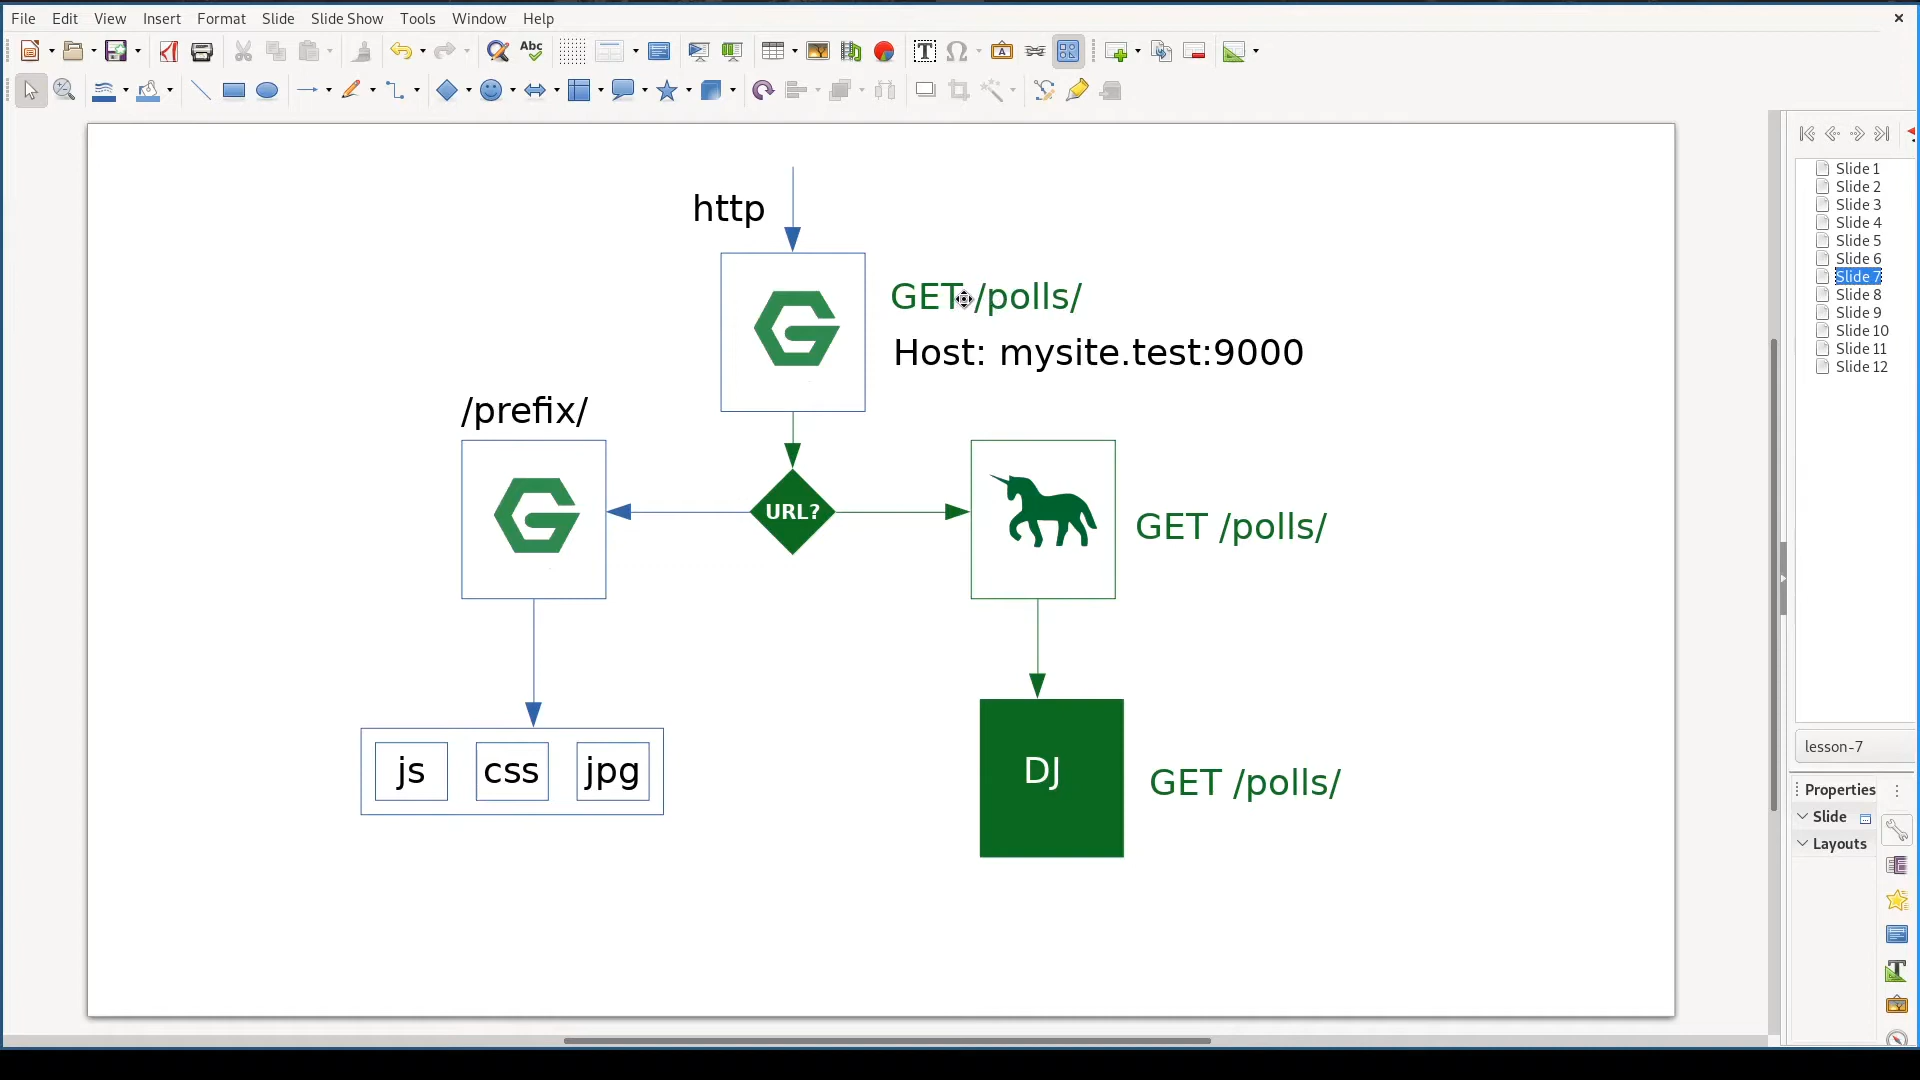 File Edit View Insert Format Slide Slide Show Tools Window Help
Abc
http
GET /polls/
Host: mysite.test:9000
/prefix/
URL?
GET /polls/
js css jpg
DJ
GET /polls/
Slide 1
Slide 2
Slide 3
Slide 4
Slide 5
Slide 6
Slide 7
Slide 8
Slide 9
Slide 10
Slide 11
Slide 12
lesson-7
Properties
Slide
Layouts